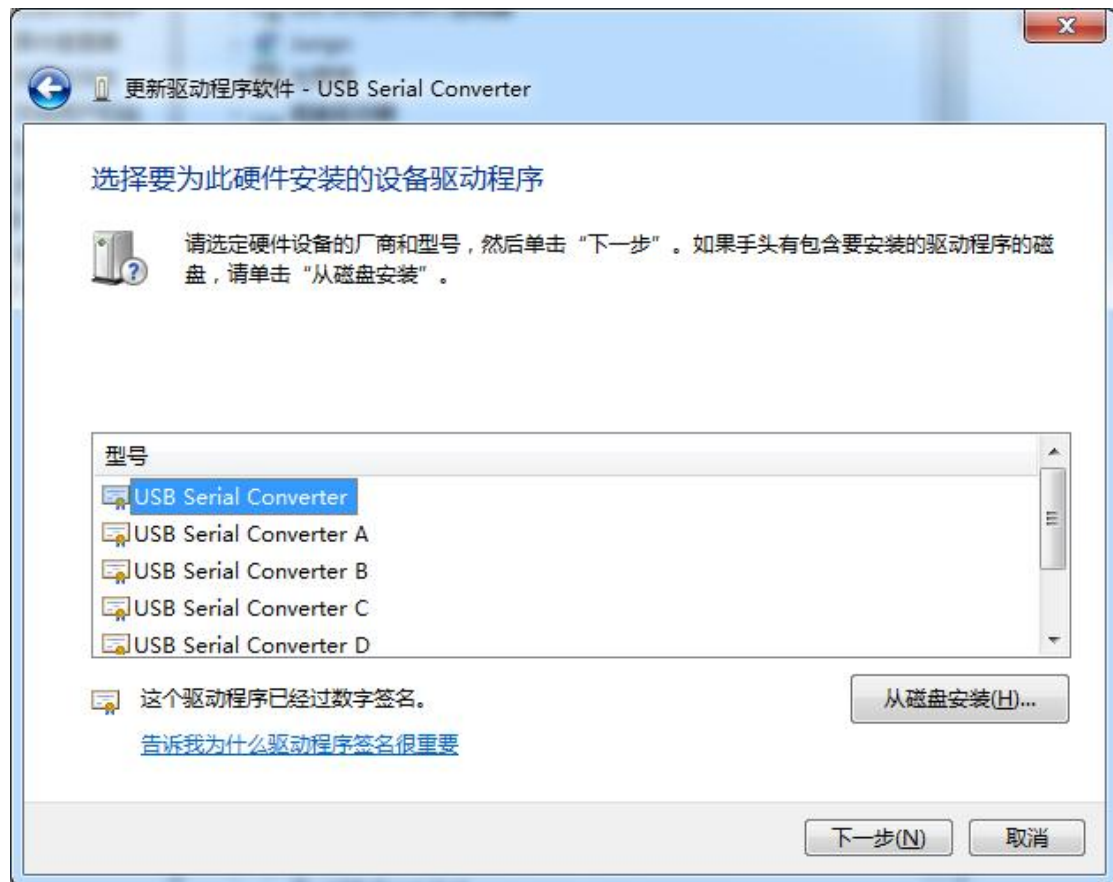 更新驱动程序软件 - USB Serial Converter
选择要为此硬件安装的设备驱动程序
请选定硬件设备的厂商和型号，然后单击“下一步”。如果手头有包含要安装的驱动程序的磁
盘，请单击“从磁盘安装”。
型号
USB Serial Converter
USB Serial Converter A
USB Serial Converter B
USB Serial Converter C
USB Serial Converter D
这个驱动程序已经过数字签名。
从磁盘安装(H)...
告诉我为什么驱动程序签名很重要
下一步(N)
取消